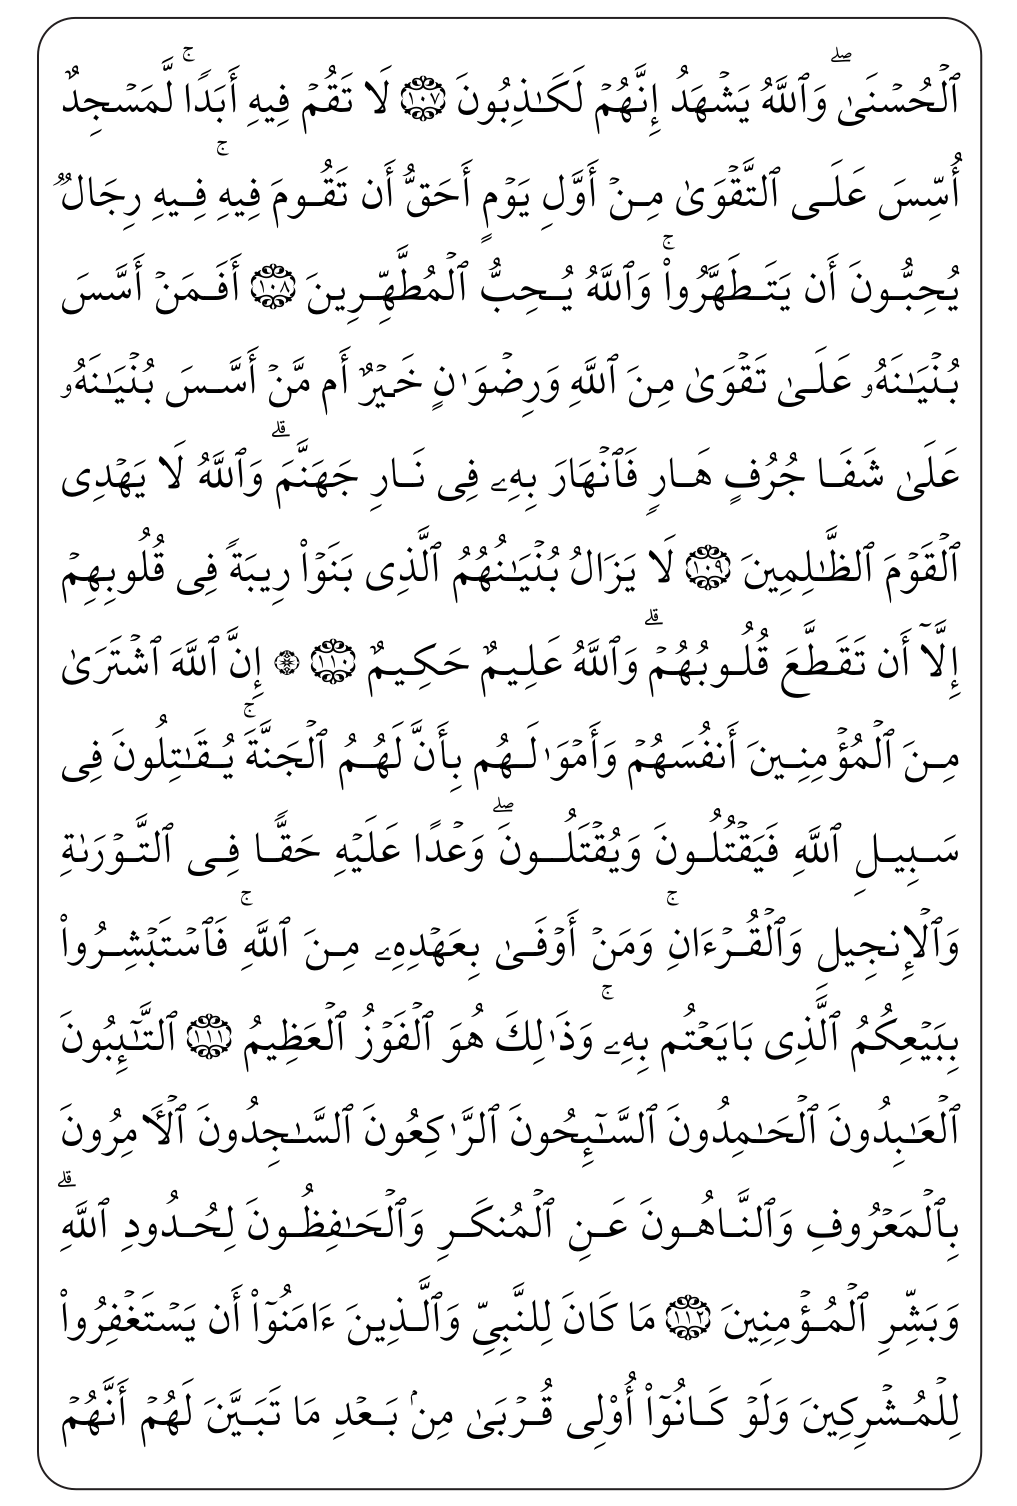 ٱلۡحُسۡنَىٰۖ وَٱللَّهُ يَشۡهَدُ إِنَّهُمۡ لَكَـٰذِبُونَ ١٠٧ لَا تَقُمۡ فِيهِ أَبَدًاۚ لَّمَسۡجِدٌ
أُسِّسَ عَلَى ٱلتَّقۡوَىٰ مِنۡ أَوَّلِ يَوۡمٍ أَحَقُّ أَن تَقُومَ فِيهِۚ فِيهِ رِجَالٌ
يُحِبُّونَ أَن يَتَطَهَّرُواْۚ وَٱللَّهُ يُحِبُّ ٱلۡمُطَّهِّرِينَ ١٠٨ أَفَمَنۡ أَسَّسَ
بُنۡيَـٰنَهُۥ عَلَىٰ تَقۡوَىٰ مِنَ ٱللَّهِ وَرِضۡوَٰنٍ خَيۡرٌ أَم مَّنۡ أَسَّسَ بُنۡيَـٰنَهُۥ
عَلَىٰ شَفَا جُرُفٍ هَارٍ فَٱنۡهَارَ بِهِۦ فِى نَارِ جَهَنَّمَۗ وَٱللَّهُ لَا يَهۡدِى
ٱلۡقَوۡمَ ٱلظَّـٰلِمِينَ ١٠٩ لَا يَزَالُ بُنۡيَـٰنُهُمُ ٱلَّذِى بَنَوۡاْ رِيبَةً فِى قُلُوبِهِمۡ
إِلَّآ أَن تَقَطَّعَ قُلُوبُهُمۡۗ وَٱللَّهُ عَلِيمٌ حَكِيمٌ ١١٠ ۞ إِنَّ ٱللَّهَ ٱشۡتَرَىٰ
مِنَ ٱلۡمُؤۡمِنِينَ أَنفُسَهُمۡ وَأَمۡوَٰلَهُم بِأَنَّ لَهُمُ ٱلۡجَنَّةَۚ يُقَـٰتِلُونَ فِى
سَبِيلِ ٱللَّهِ فَيَقۡتُلُونَ وَيُقۡتَلُونَۖ وَعۡدًا عَلَيۡهِ حَقًّا فِى ٱلتَّوۡرَىٰةِ
وَٱلۡإِنجِيلِ وَٱلۡقُرۡءَانِۚ وَمَنۡ أَوۡفَىٰ بِعَهۡدِهِۦ مِنَ ٱللَّهِۚ فَٱسۡتَبۡشِرُواْ
بِبَيۡعِكُمُ ٱلَّذِى بَايَعۡتُم بِهِۦۚ وَذَٰلِكَ هُوَ ٱلۡفَوۡزُ ٱلۡعَظِيمُ ١١١ ٱلتَّـٰٓئِبُونَ
ٱلۡعَـٰبِدُونَ ٱلۡحَـٰمِدُونَ ٱلسَّـٰٓئِحُونَ ٱلرَّٰكِعُونَ ٱلسَّـٰجِدُونَ ٱلۡأٓمِرُونَ
بِٱلۡمَعۡرُوفِ وَٱلنَّاهُونَ عَنِ ٱلۡمُنكَرِ وَٱلۡحَـٰفِظُونَ لِحُدُودِ ٱللَّهِۗ
وَبَشِّرِ ٱلۡمُؤۡمِنِينَ ١١٢ مَا كَانَ لِلنَّبِىِّ وَٱلَّذِينَ ءَامَنُوٓاْ أَن يَسۡتَغۡفِرُواْ
لِلۡمُشۡرِكِينَ وَلَوۡ كَانُوٓاْ أُوْلِى قُرۡبَىٰ مِنۢ بَعۡدِ مَا تَبَيَّنَ لَهُمۡ أَنَّهُمۡ